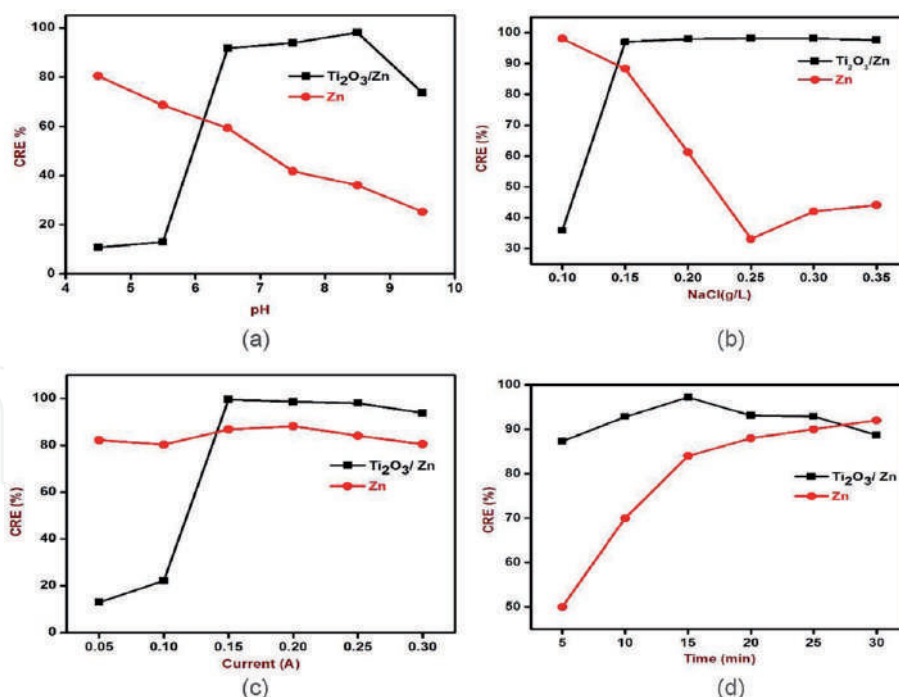 100
80
60
40
20
0
CRE %
Ti2O3/Zn
Zn
4 5 6 7 8 9 10
pH
(a)
100
90
80
70
60
50
40
30
CRE (%)
Ti2O3/Zn
Zn
0.10 0.15 0.20 0.25 0.30 0.35
NaCl(g/L)
(b)
100
80
60
40
20
0
CRE (%)
Ti2O3/ Zn
Zn
0.05 0.10 0.15 0.20 0.25 0.30
Current (A)
(c)
100
90
80
70
60
50
CRE (%)
Ti2O3/ Zn
Zn
5 10 15 20 25 30
Time (min)
(d)